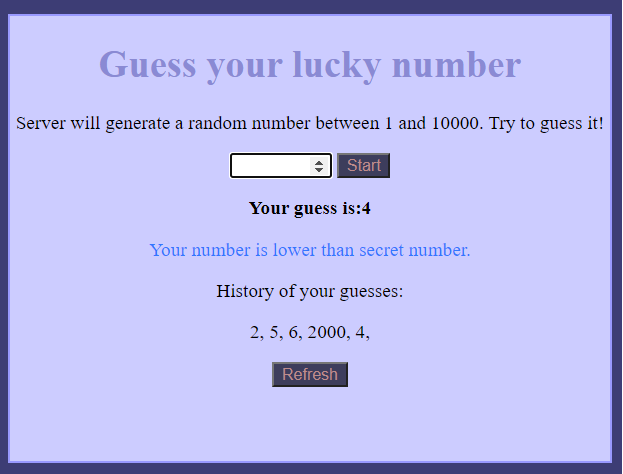 Guess your lucky number
Server will generate a random number between 1 and 10000. Try to guess it!
Start
Your guess is:4
Your number is lower than secret number.
History of your guesses:
2, 5, 6, 2000, 4,
Refresh